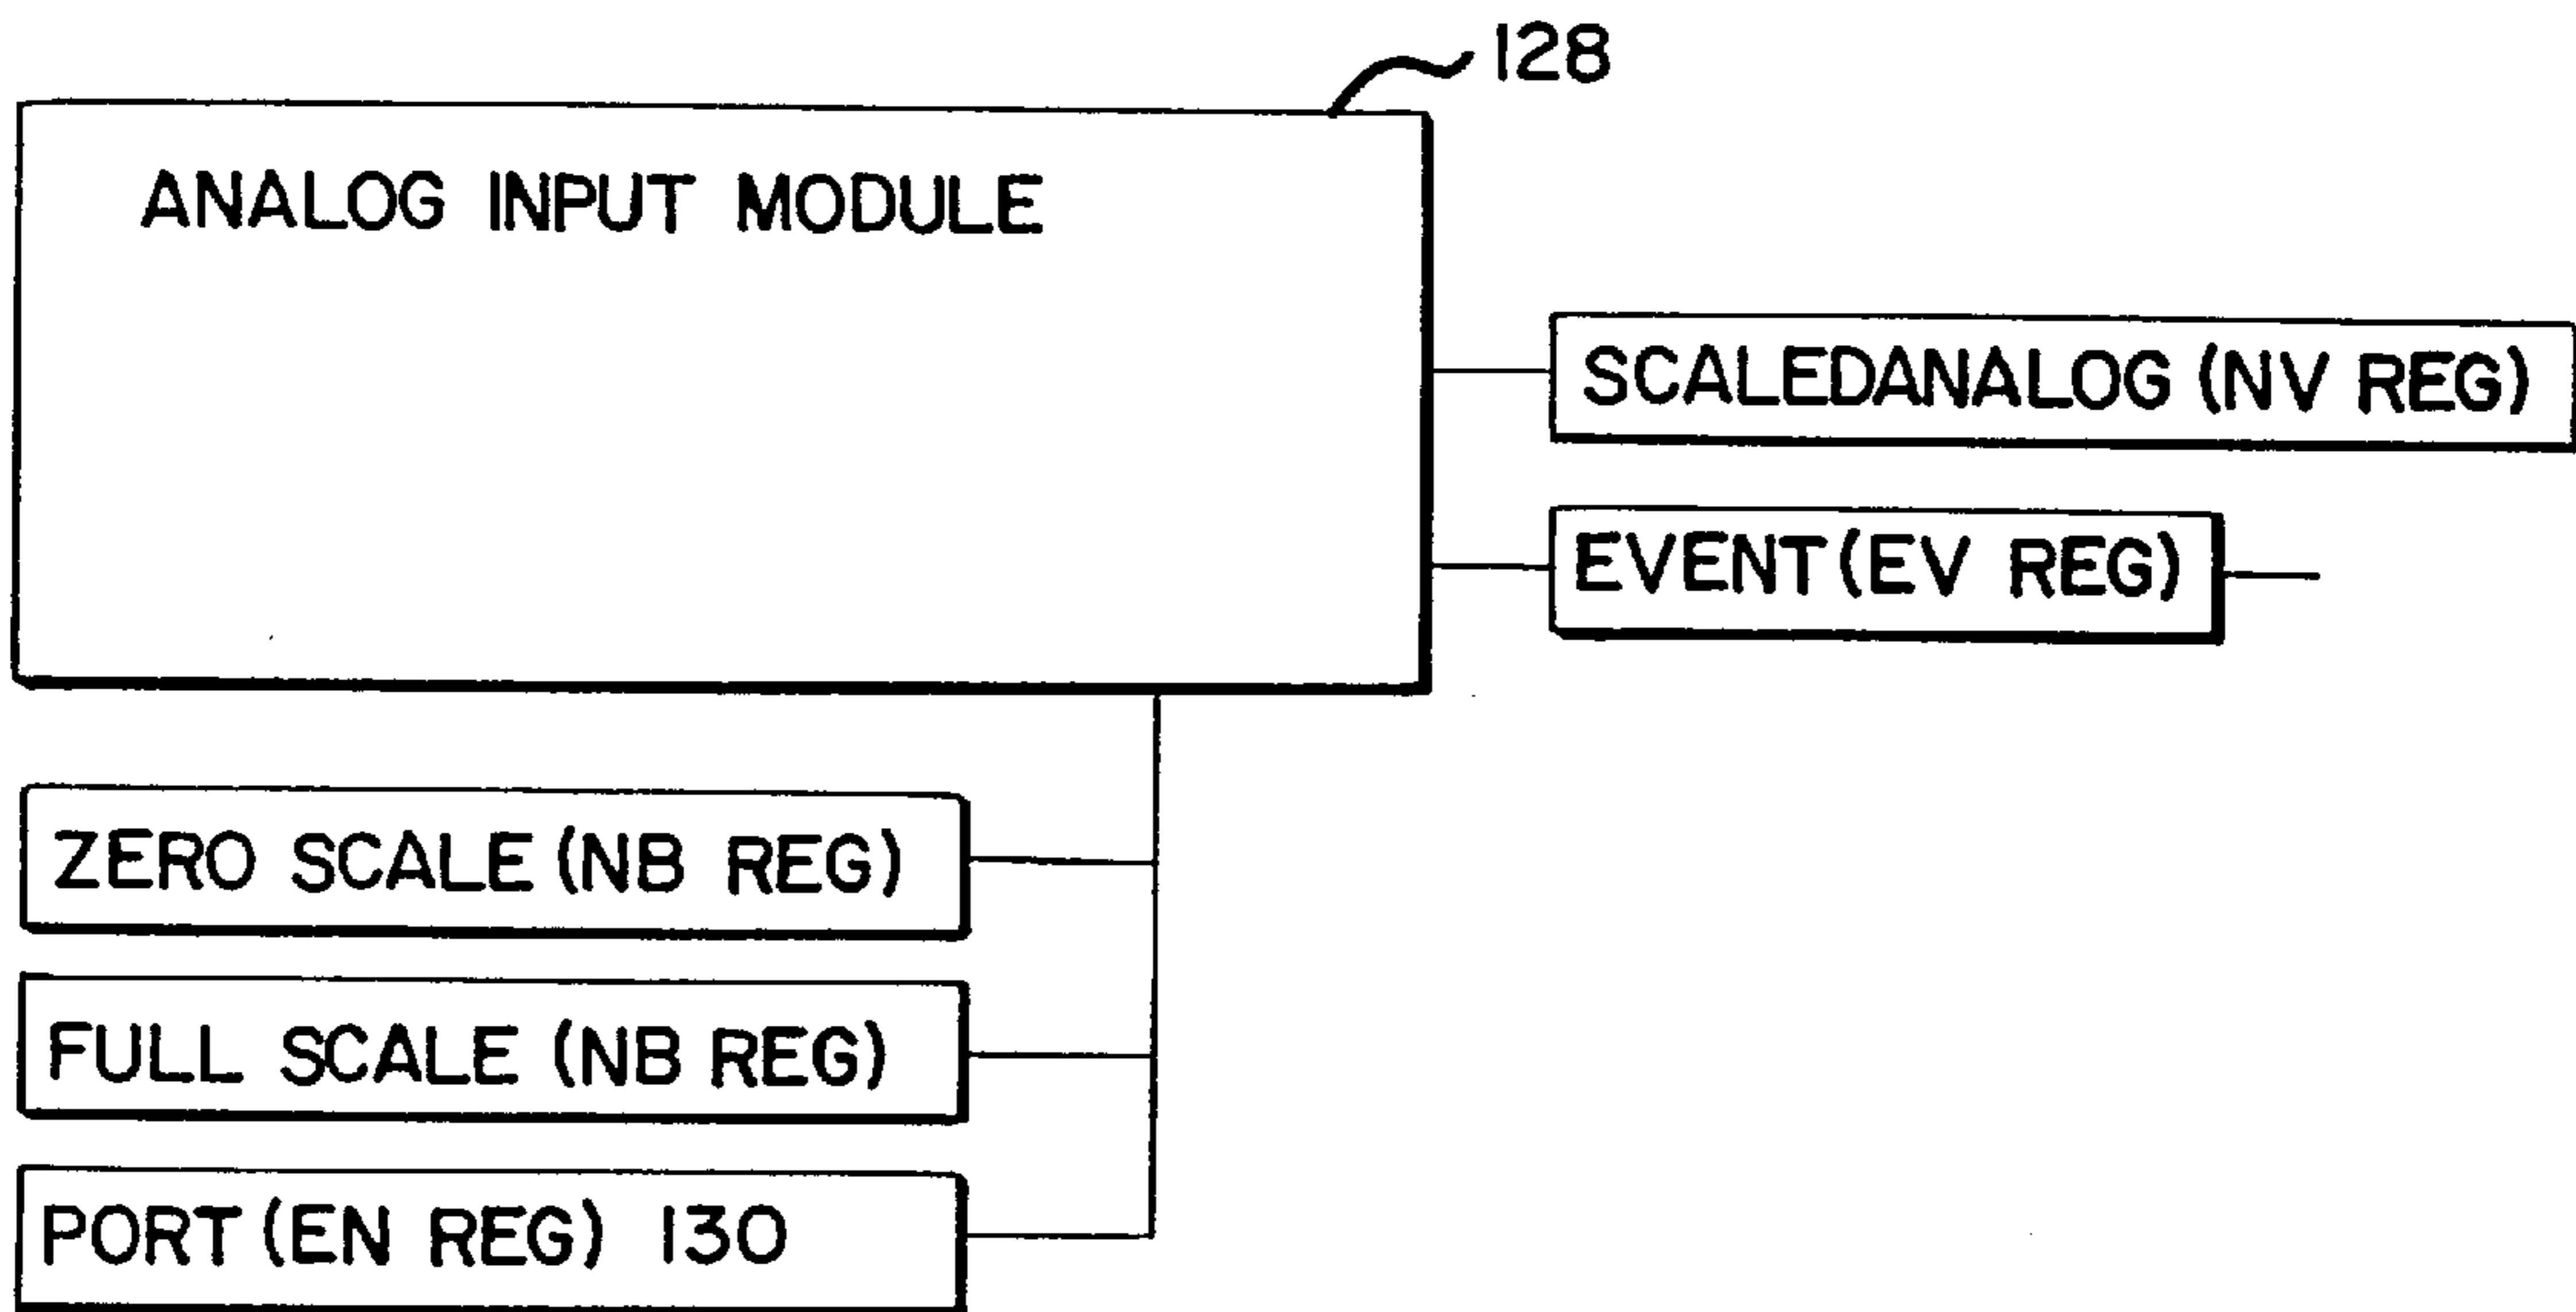 128
ANALOG INPUT MODULE
SCALEDANALOG (NV REG)
EVENT (EV REG)
ZERO SCALE (NB REG)
FULL SCALE (NB REG)
PORT (EN REG) 130